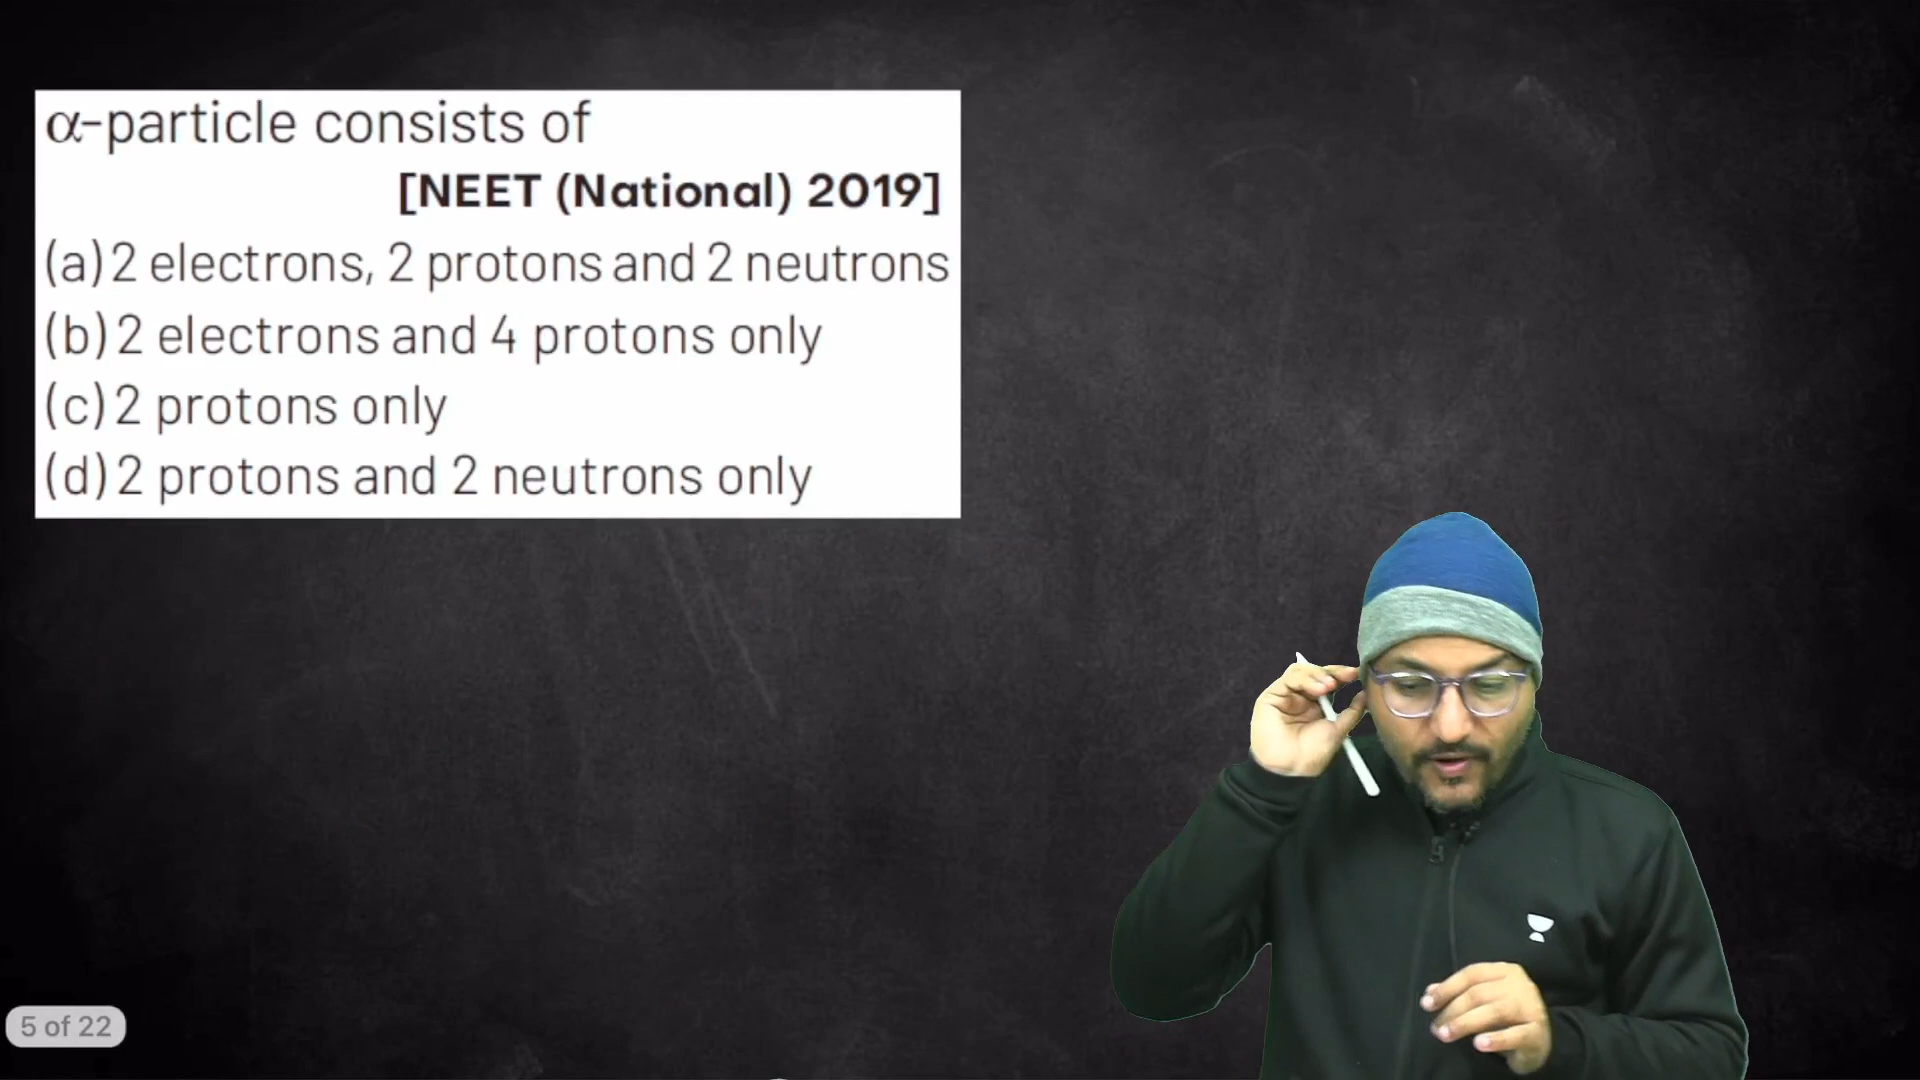 α-particle consists of
[NEET (National) 2019]
(a) 2 electrons, 2 protons and 2 neutrons
(b) 2 electrons and 4 protons only
(c) 2 protons only
(d) 2 protons and 2 neutrons only
5 of 22